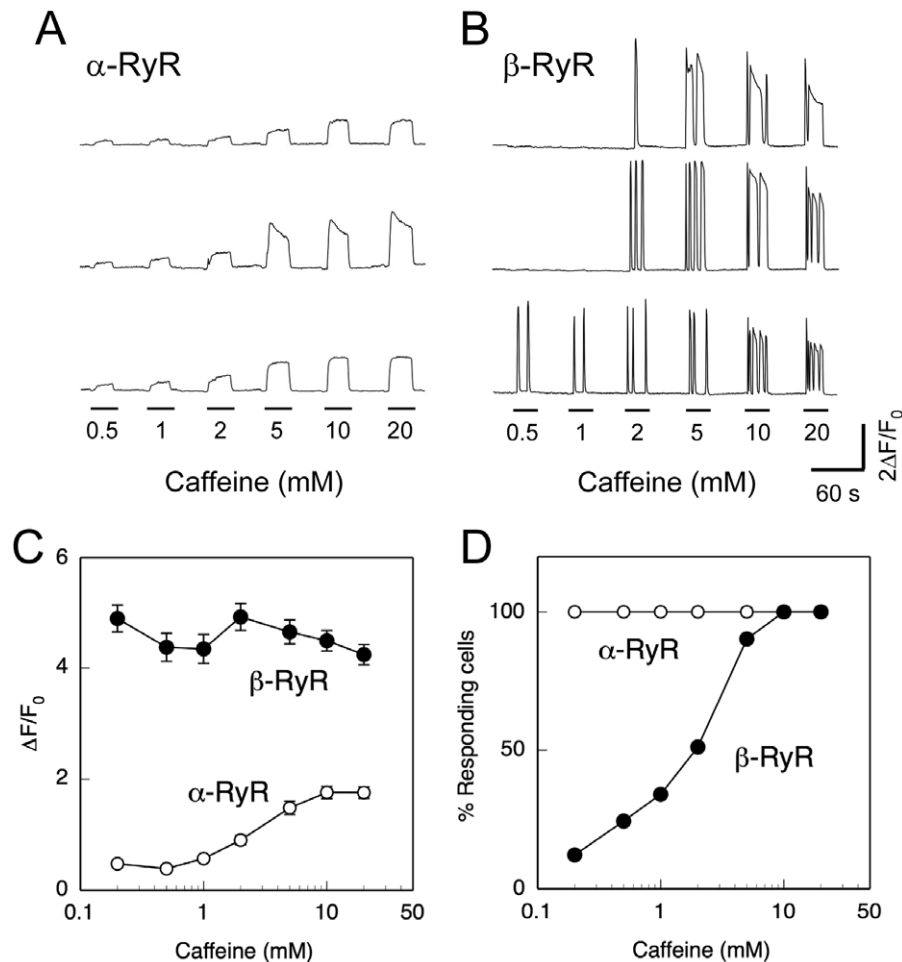 A
α-RyR
0.5 1 2 5 10 20
Caffeine (mM)
B
β-RyR
0.5 1 2 5 10 20
Caffeine (mM)
2ΔF/F0
60 s
C
6
4
2
0
ΔF/F0
β-RyR
α-RyR
0.1 1 10 50
Caffeine (mM)
D
100
50
0
% Responding cells
α-RyR
β-RyR
0.1 1 10 50
Caffeine (mM)